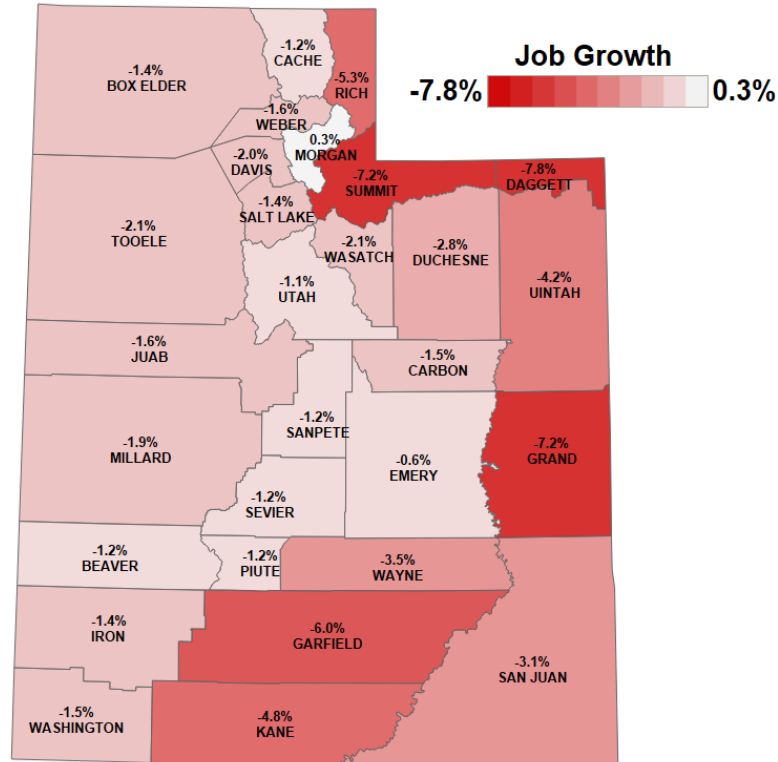 Job Growth
-7.8%
0.3%
-1.2%
CACHE
-1.4%
BOX ELDER
-5.3%
RICH
-1.6%
WEBER
0.3%
MORGAN
-2.0%
DAVIS
-7.2%
SUMMIT
-7.8%
DAGGETT
-1.4%
SALT LAKE
-2.1%
TOOELE
-2.1%
WASATCH
-2.8%
DUCHESNE
-4.2%
UINTAH
-1.1%
UTAH
-1.6%
JUAB
-1.5%
CARBON
-1.2%
SANPETE
-1.9%
MILLARD
-0.6%
EMERY
-7.2%
GRAND
-1.2%
SEVIER
-1.2%
BEAVER
-1.2%
PIUTE
-3.5%
WAYNE
-1.4%
IRON
-6.0%
GARFIELD
-3.1%
SAN JUAN
-1.5%
WASHINGTON
-4.8%
KANE